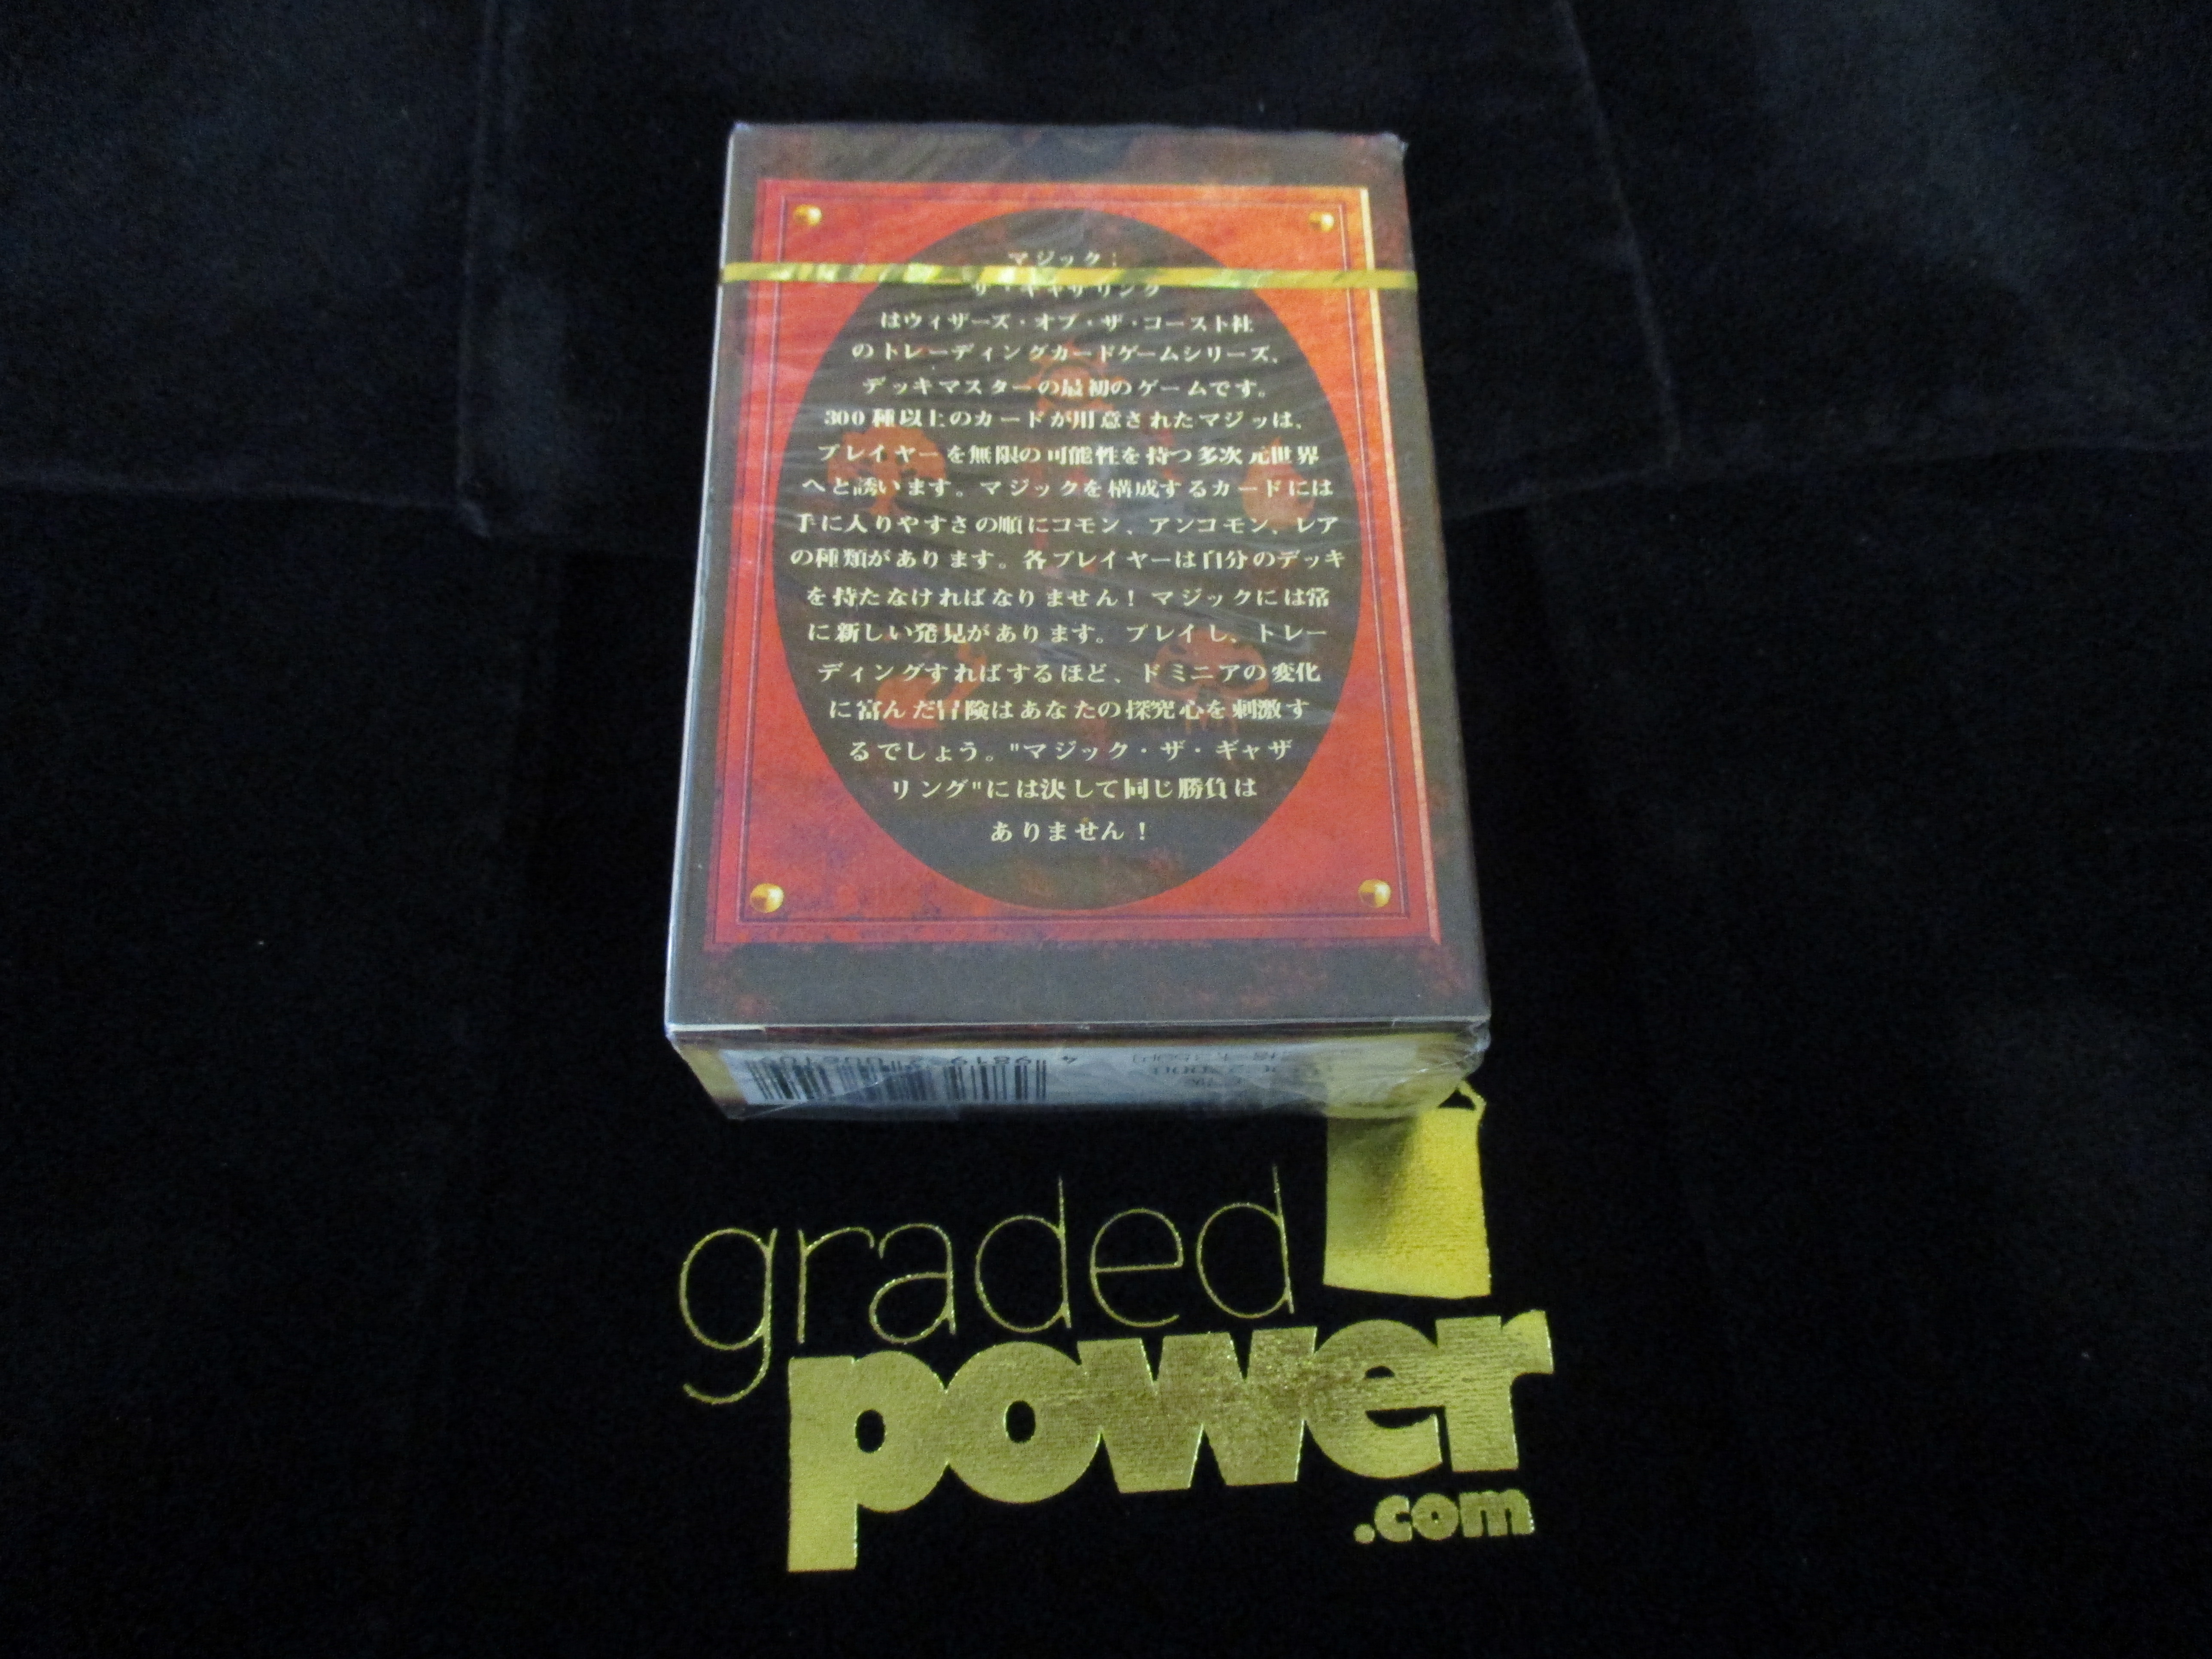 マジック:
ザ・ギャザリング
はウィザーズ・オブ・ザ・コースト社
のトレーディングカードゲームシリーズ、
デッキマスターの最初のゲームです。
300種以上のカードが用意されたマジッは、
プレイヤーを無限の可能性を持つ多次元世界
へと誘います。マジックを構成するカードには
手に入りやすさの順にコモン、アンコモン、レア
の種類があります。各プレイヤーは自分のデッキ
を持たなければなりません！マジックには常
に新しい発見があります。プレイし、トレー
ディングすればするほど、ドミニアの変化
に富んだ冒険はあなたの探究心を刺激す
るでしょう。"マジック・ザ・ギャザ
リング"には決して同じ勝負は
ありません！
graded
power
.com